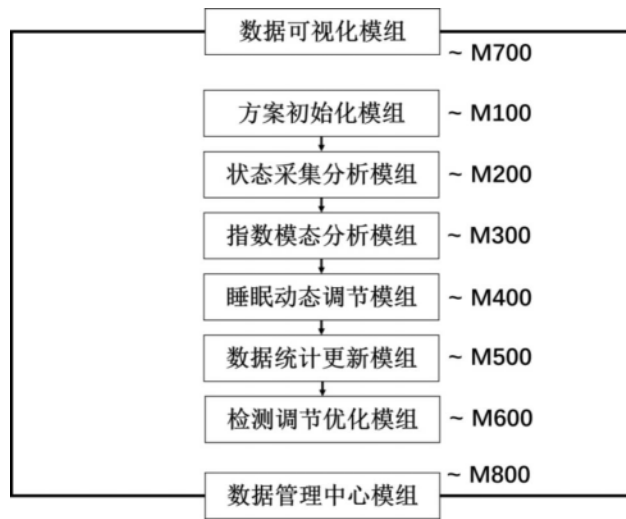 数据可视化模组
~ M700
方案初始化模组 ~ M100
状态采集分析模组 ~ M200
指数模态分析模组 ~ M300
睡眠动态调节模组 ~ M400
数据统计更新模组 ~ M500
检测调节优化模组 ~ M600
~ M800
数据管理中心模组